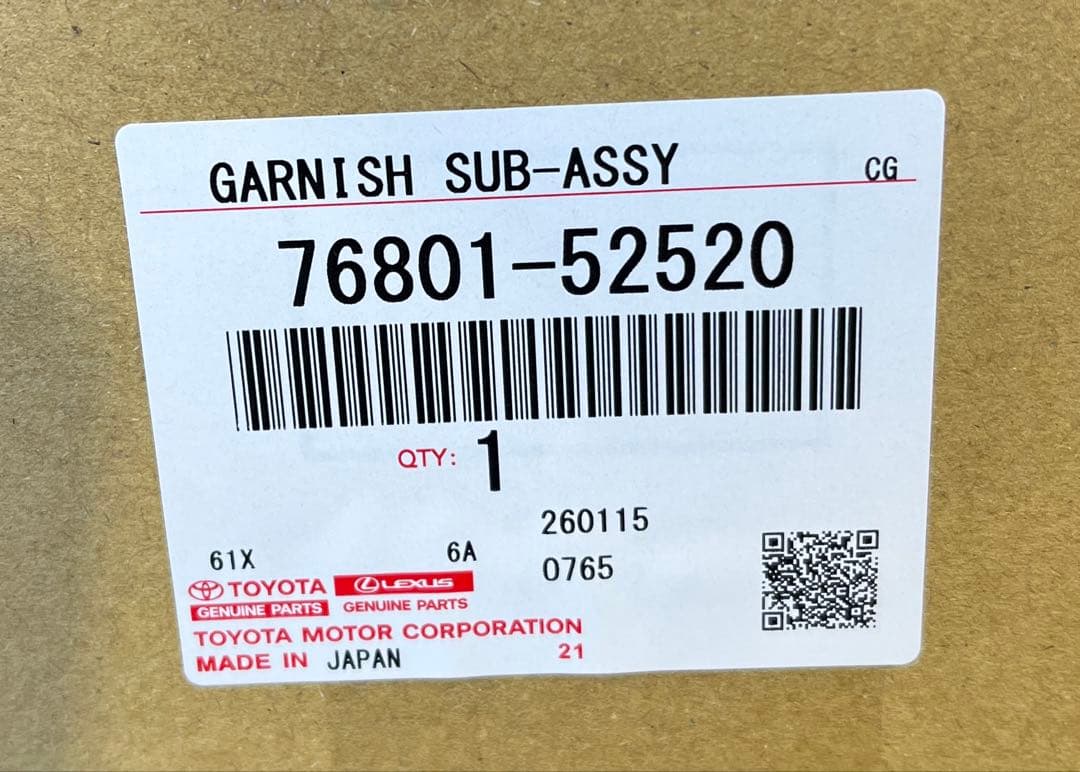 GARNISH SUB-ASSY CG
76801-52520
QTY: 1
260115
61X 6A 0765
TOYOTA LEXUS
GENUINE PARTS GENUINE PARTS
TOYOTA MOTOR CORPORATION
MADE IN JAPAN 21